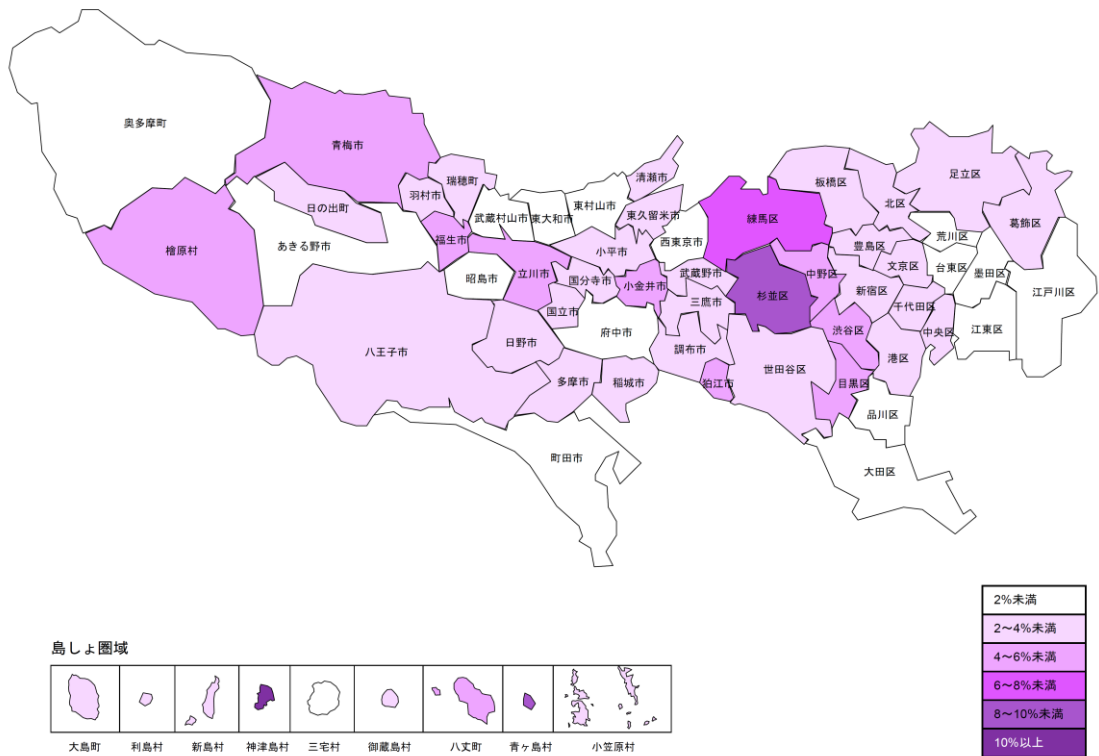 奥多摩町
青梅市
檜原村
日の出町
あきる野市
羽村市
瑞穂町
福生市
武蔵村山市
東大和市
東村山市
清瀬市
東久留米市
西東京市
小平市
立川市
昭島市
国分寺市
小金井市
武蔵野市
三鷹市
国立市
府中市
八王子市
日野市
多摩市
稲城市
調布市
狛江市
町田市
練馬区
板橋区
北区
足立区
葛飾区
荒川区
豊島区
文京区
台東区
墨田区
江戸川区
杉並区
中野区
新宿区
千代田区
中央区
江東区
渋谷区
港区
世田谷区
目黒区
品川区
大田区
2%未満
2～4%未満
4～6%未満
6～8%未満
8～10%未満
10%以上
島しょ圏域
大島町
利島村
新島村
神津島村
三宅村
御蔵島村
八丈町
青ヶ島村
小笠原村